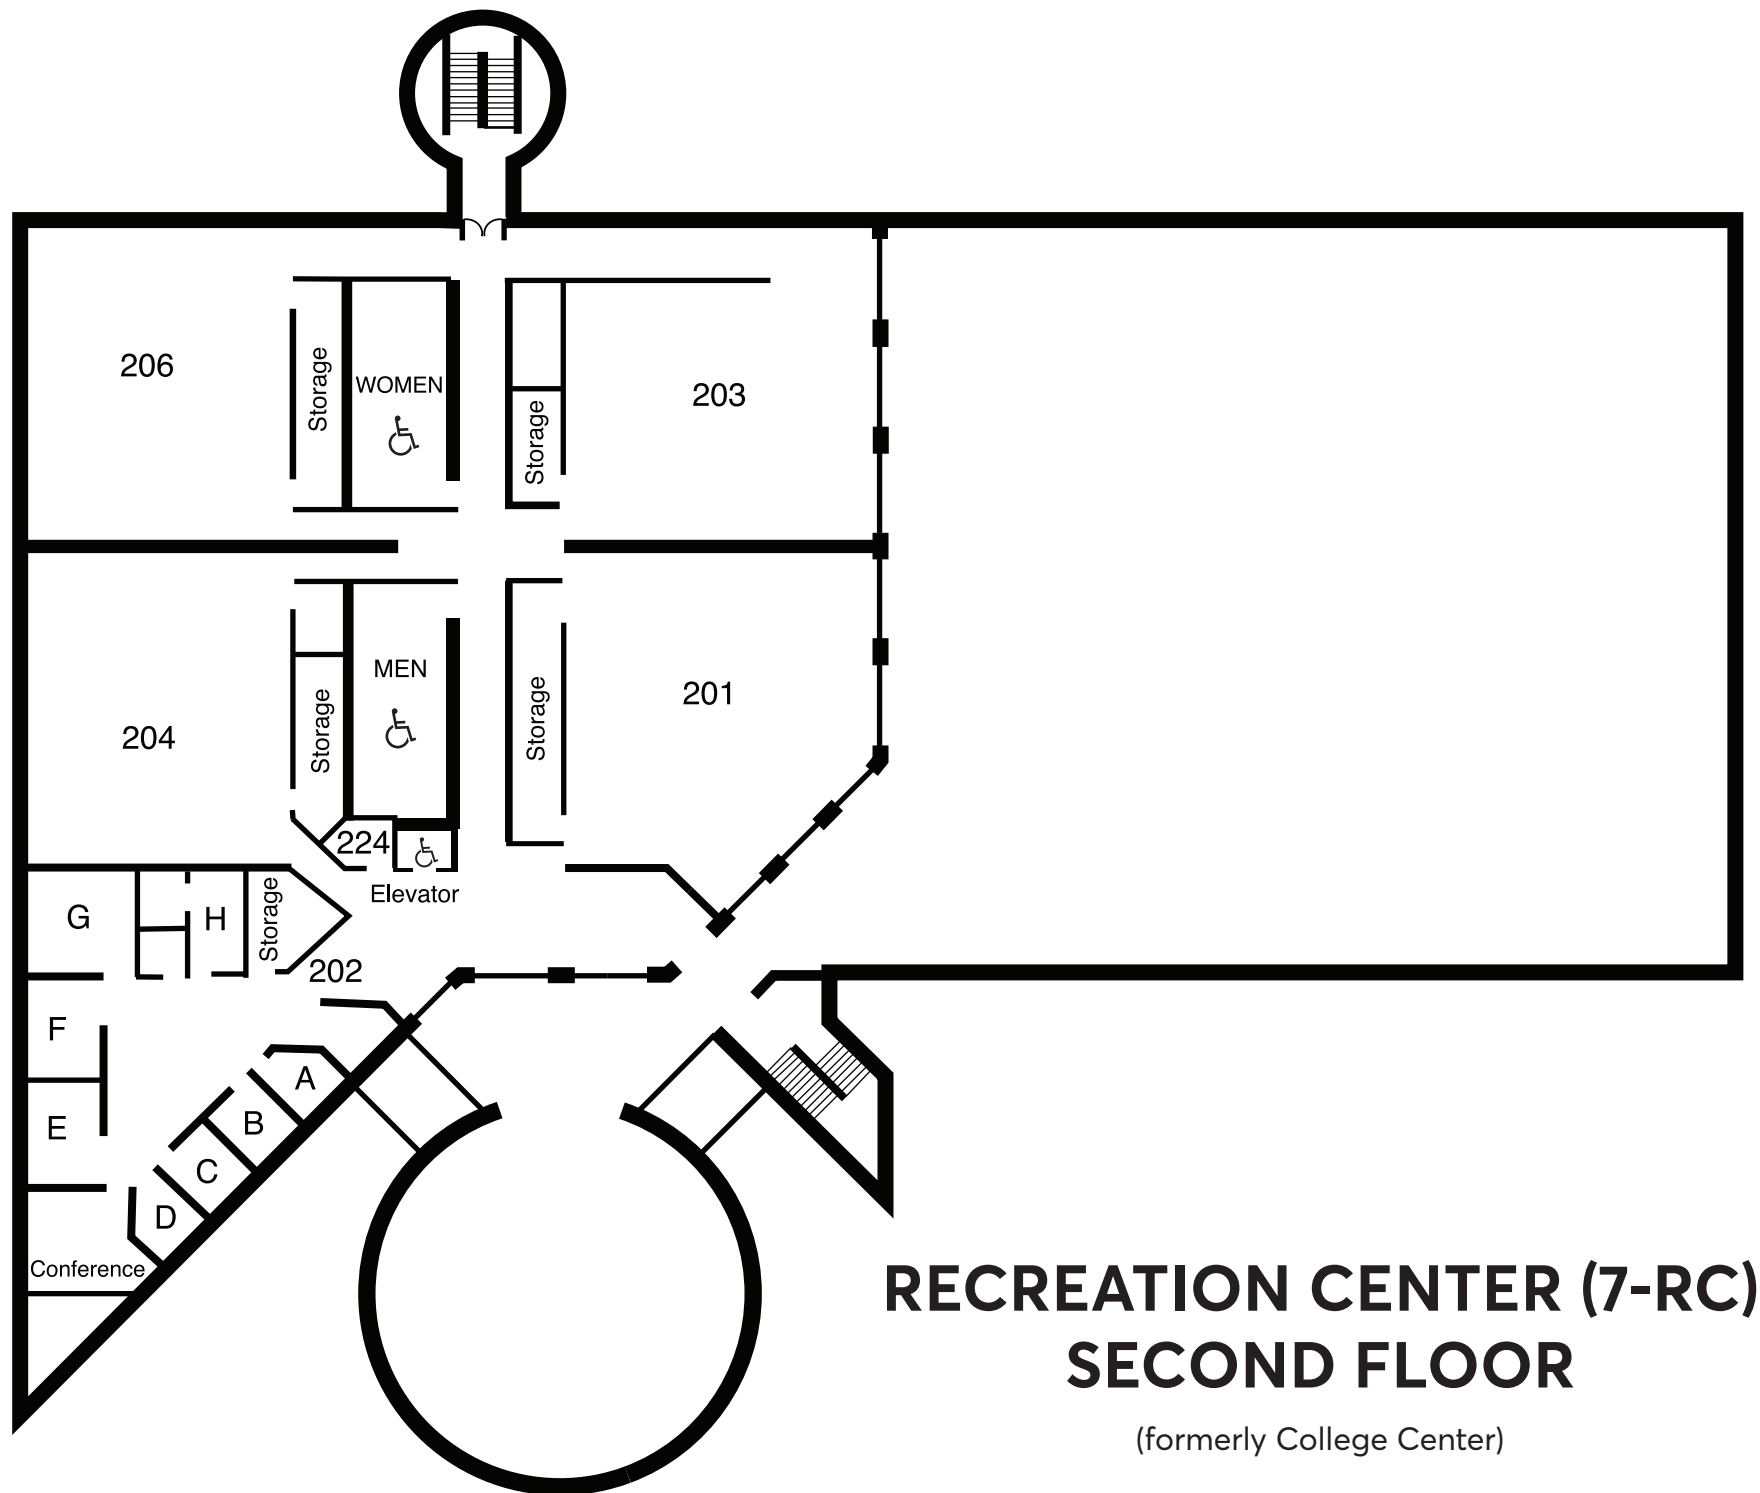 206
Storage
WOMEN
Storage
203
204
Storage
MEN
Storage
201
224
Elevator
G
H
Storage
202
F
E
A
B
C
D
Conference
RECREATION CENTER (7-RC)
SECOND FLOOR
(formerly College Center)